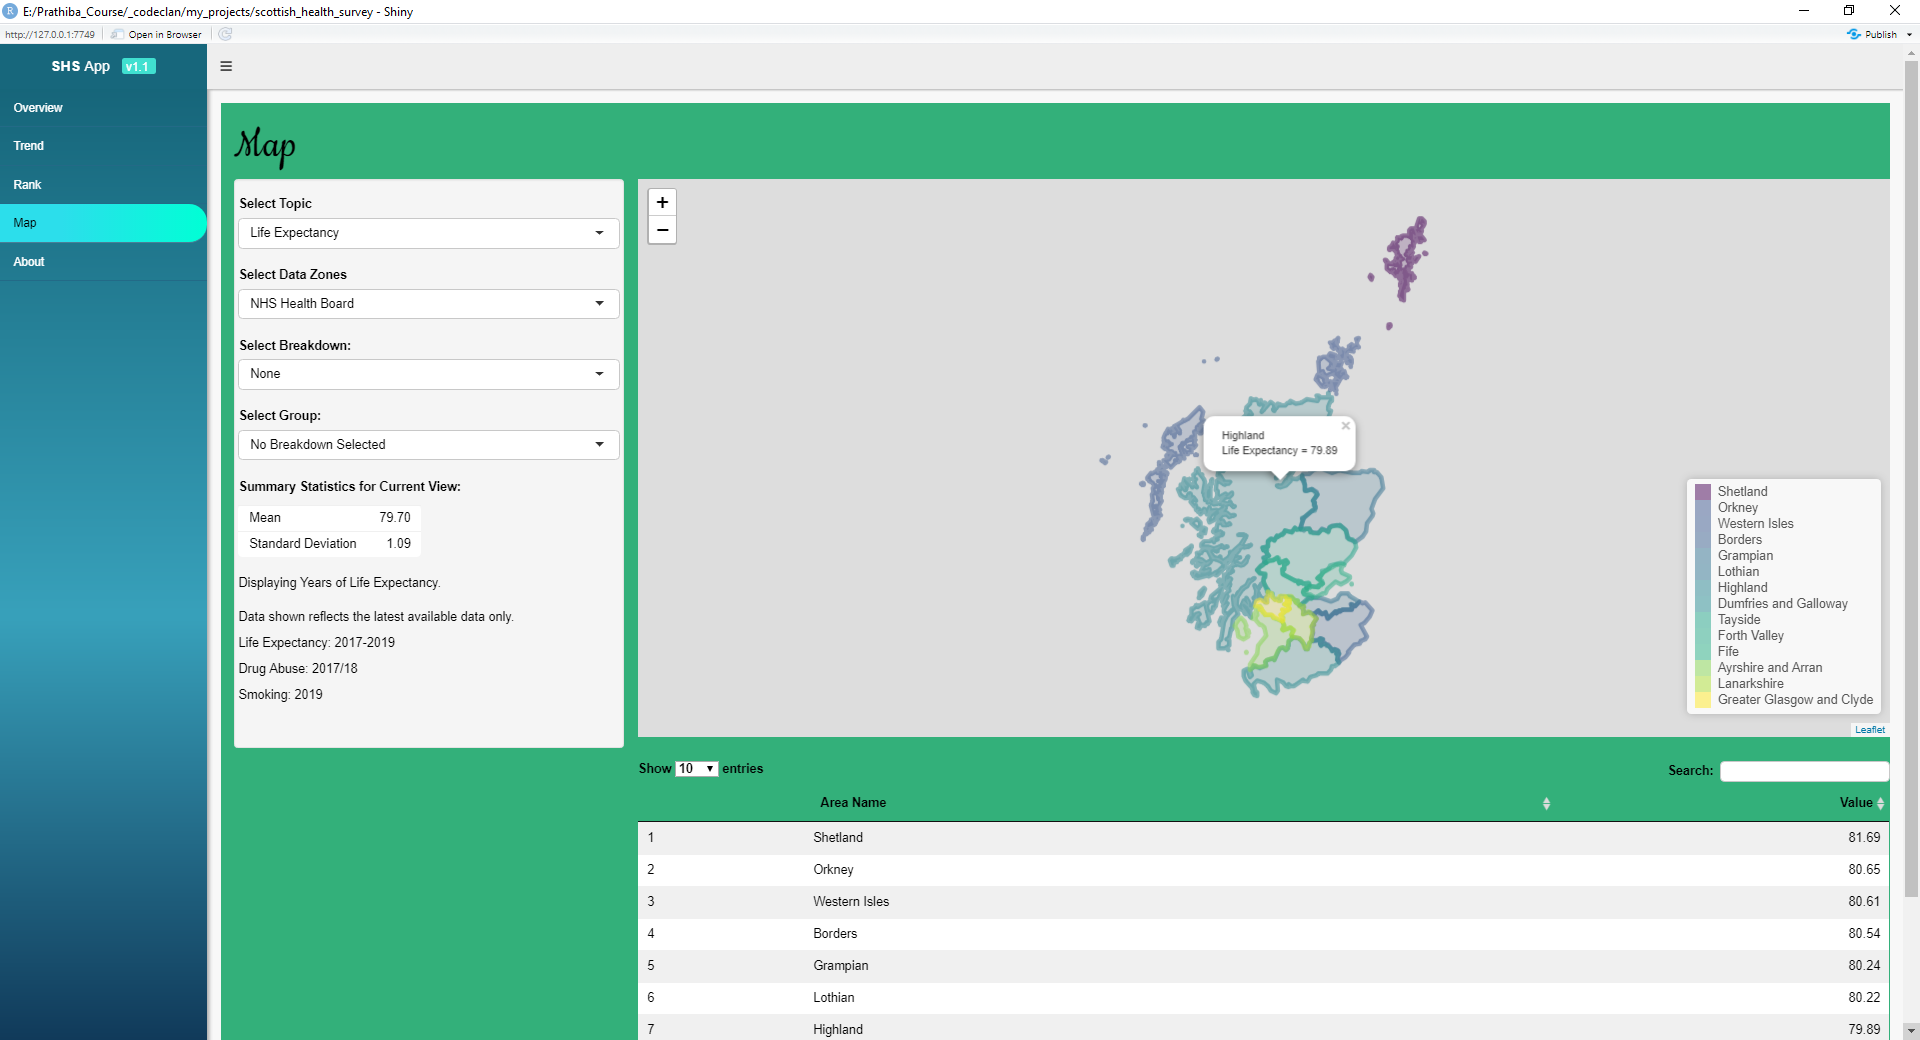 E:/Prathiba_Course/_codeclan/my_projects/scottish_health_survey - Shiny
http://127.0.0.1:7749 Open in Browser Publish
SHS App v1.1
Overview
Trend
Rank
Map
About
Map
Select Topic
Life Expectancy
Select Data Zones
NHS Health Board
Select Breakdown:
None
Select Group:
No Breakdown Selected
Summary Statistics for Current View:
Mean 79.70
Standard Deviation 1.09
Displaying Years of Life Expectancy.
Data shown reflects the latest available data only.
Life Expectancy: 2017-2019
Drug Abuse: 2017/18
Smoking: 2019
+
−
Highland
Life Expectancy = 79.89
×
Shetland
Orkney
Western Isles
Borders
Grampian
Lothian
Highland
Dumfries and Galloway
Tayside
Forth Valley
Fife
Ayrshire and Arran
Lanarkshire
Greater Glasgow and Clyde
Leaflet
Show 10 entries
Search:
Area Name Value
1 Shetland 81.69
2 Orkney 80.65
3 Western Isles 80.61
4 Borders 80.54
5 Grampian 80.24
6 Lothian 80.22
7 Highland 79.89